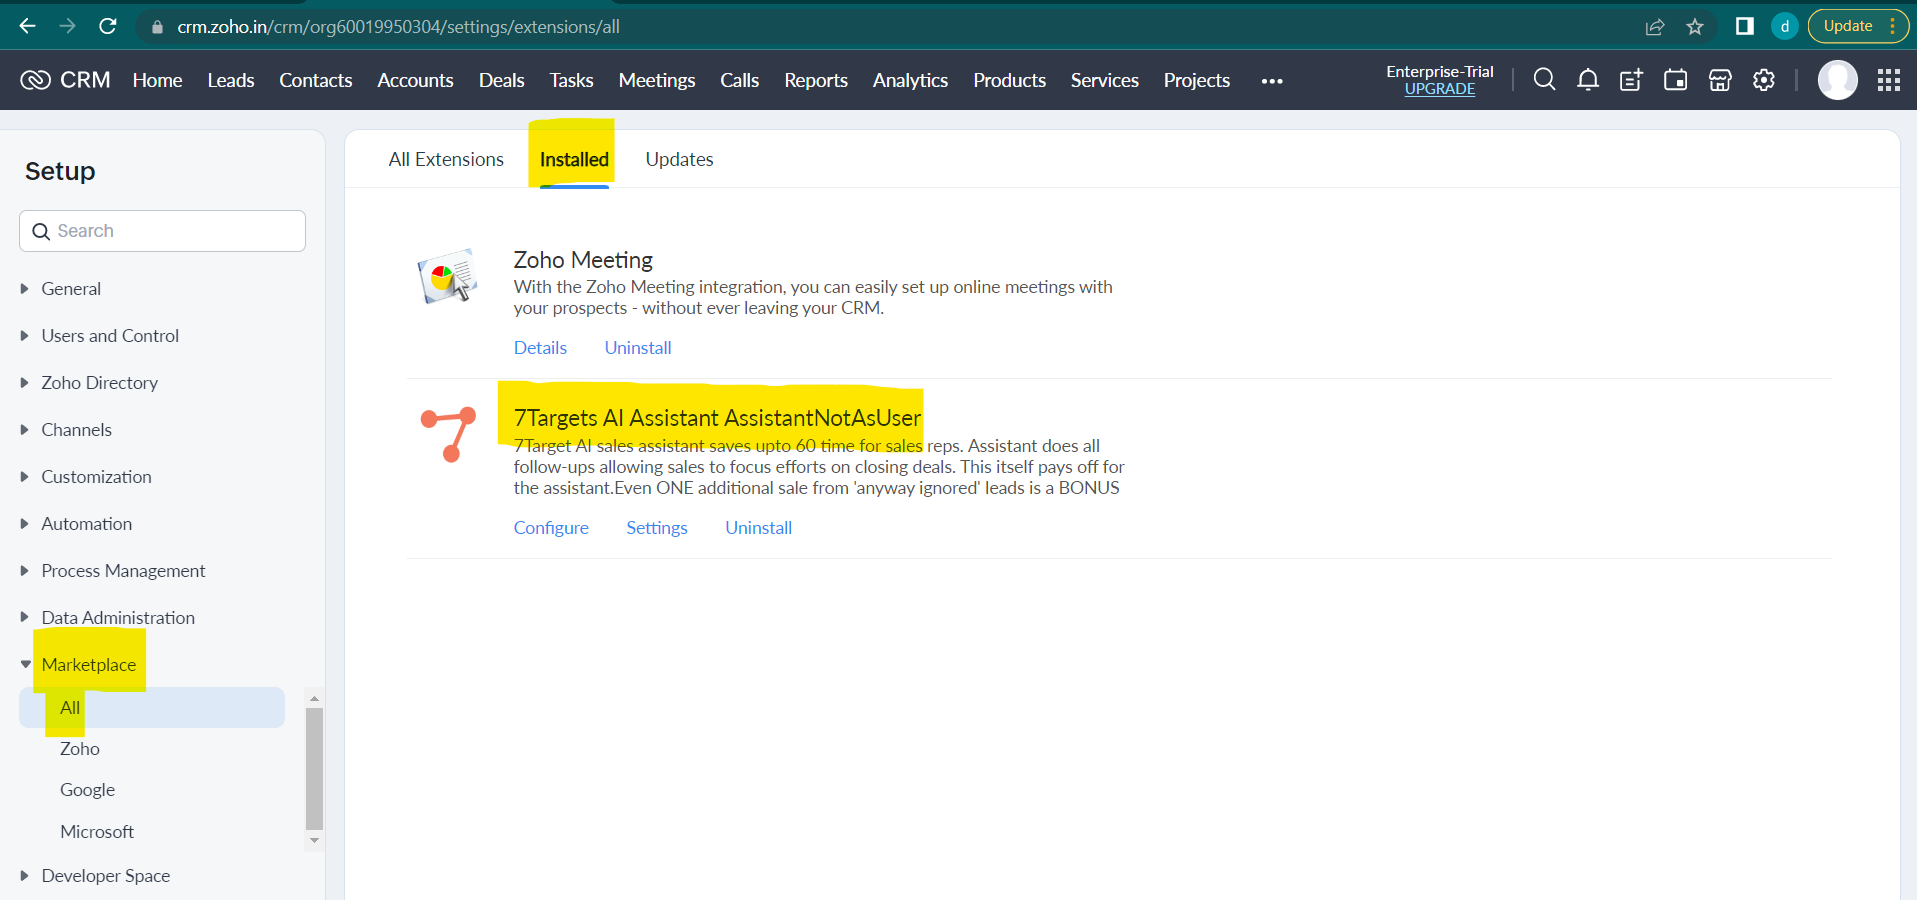 crm.zoho.in/crm/org60019950304/settings/extensions/all
d
Update
CRM
Home
Leads
Contacts
Accounts
Deals
Tasks
Meetings
Calls
Reports
Analytics
Products
Services
Projects
Enterprise-Trial
UPGRADE
Setup
Search
General
Users and Control
Zoho Directory
Channels
Customization
Automation
Process Management
Data Administration
Marketplace
All
Zoho
Google
Microsoft
Developer Space
All Extensions
Installed
Updates
Zoho Meeting
With the Zoho Meeting integration, you can easily set up online meetings with
your prospects - without ever leaving your CRM.
Details
Uninstall
7Targets AI Assistant AssistantNotAsUser
7Target AI sales assistant saves upto 60 time for sales reps. Assistant does all
follow-ups allowing sales to focus efforts on closing deals. This itself pays off for
the assistant.Even ONE additional sale from 'anyway ignored' leads is a BONUS
Configure
Settings
Uninstall